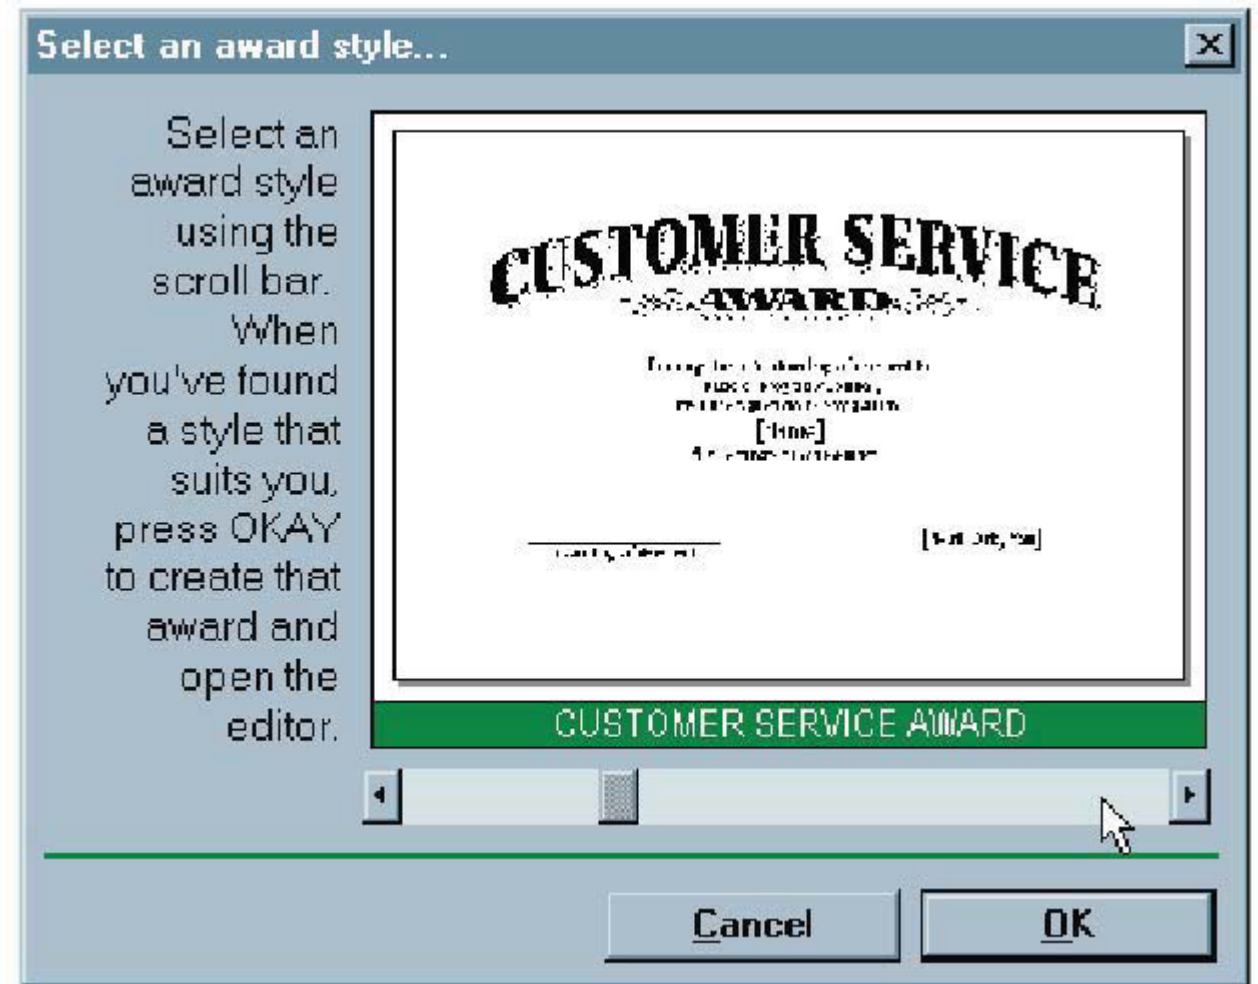 Select an award style...
Select an
award style
using the
scroll bar.
When
you've found
a style that
suits you,
press OKAY
to create that
award and
open the
editor.
CUSTOMER SERVICE
AWARD
[Name]
CUSTOMER SERVICE AWARD
Cancel
OK